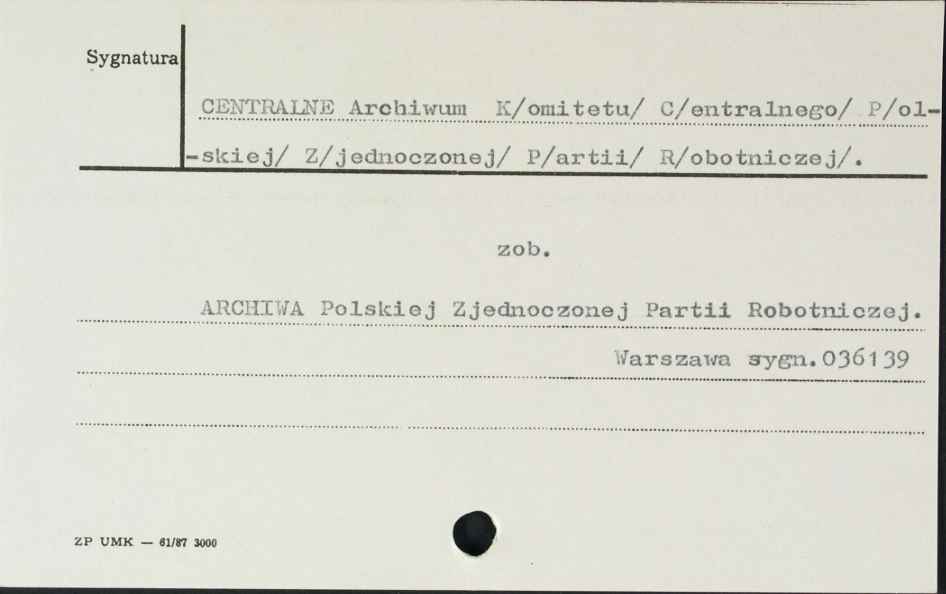 Sygnatura
CENTRALNE Archiwum K/omitetu/ C/entralnego/ P/ol-
-skiej/ Z/jednoczonej/ P/artii/ R/obotniczej/.
zob.
ARCHIWA Polskiej Zjednoczonej Partii Robotniczej.
Warszawa sygn.036139
ZP UMK — 61/87 3000